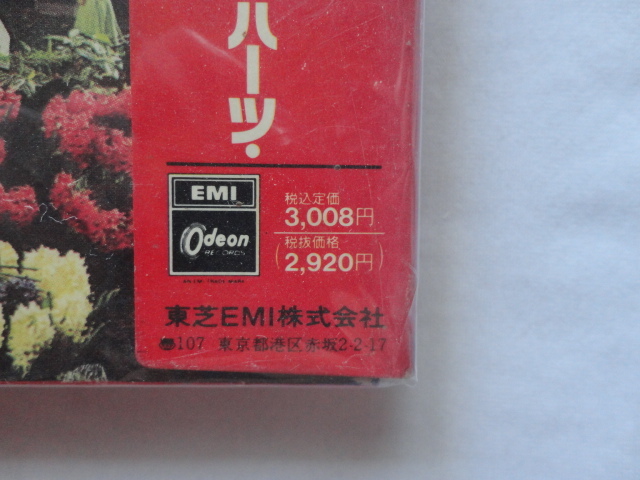 ハーツ・
EMI
Odeon
RECORDS
税込定価
3,008円
(税抜価格
2,920円)
東芝EMI株式会社
107 東京都港区赤坂2-2-17